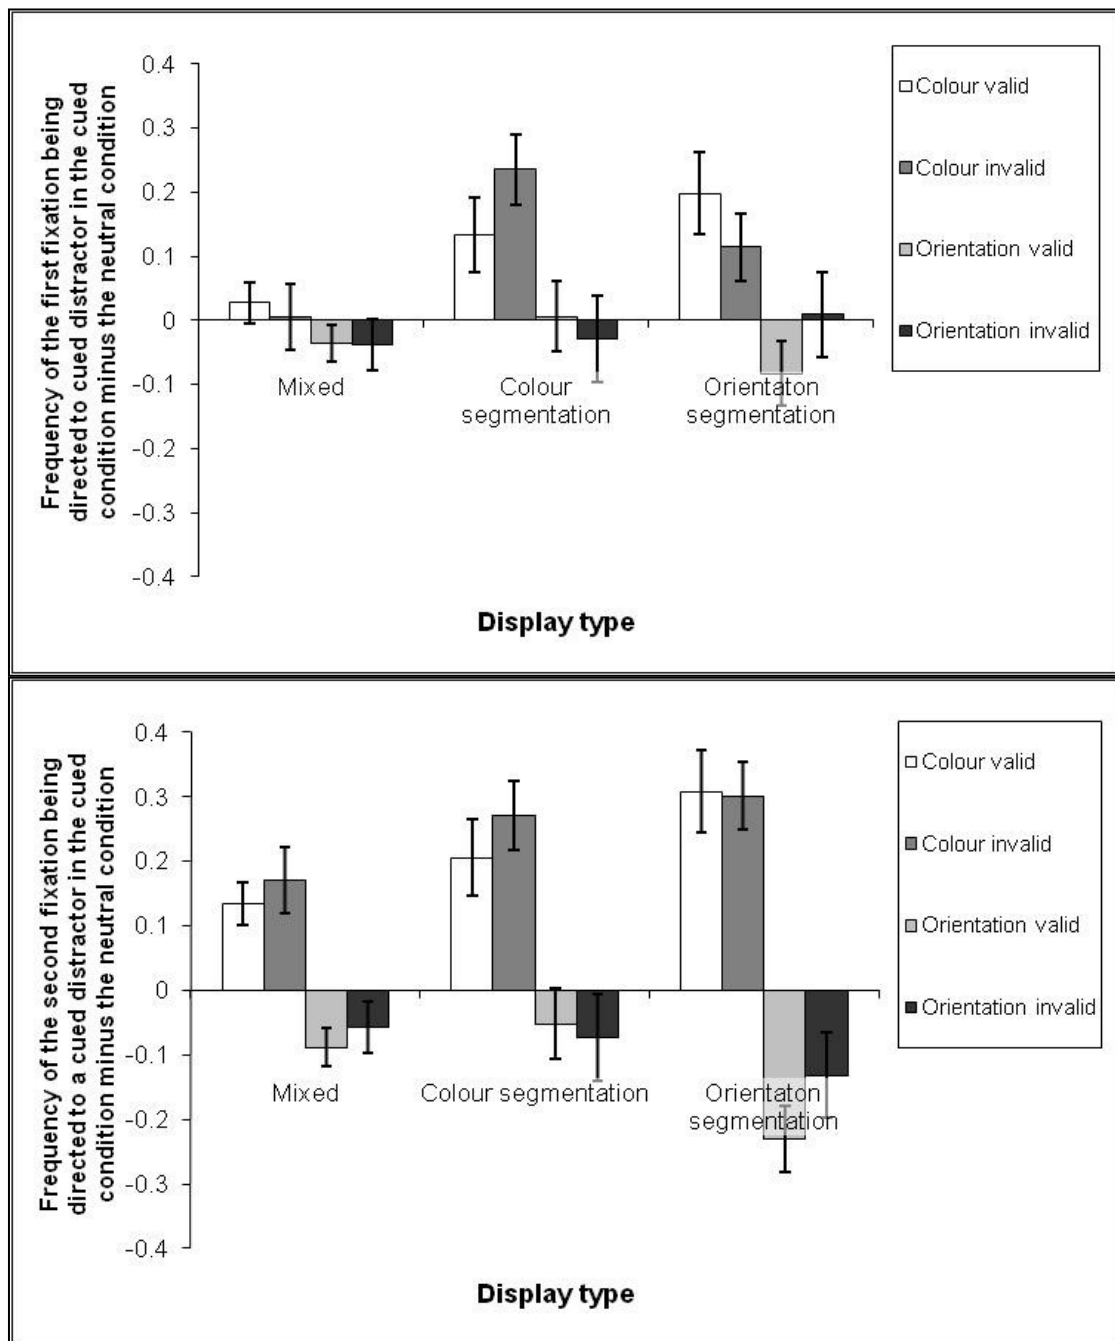 Frequency of the first fixation being
directed to cued distractor in the cued
condition minus the neutral condition
0.4
0.3
0.2
0.1
0
-0.1
-0.2
-0.3
-0.4
Mixed
Colour
segmentation
Orientaton
segmentation
Display type
Colour valid
Colour invalid
Orientation valid
Orientation invalid
Frequency of the second fixation being
directed to a cued distractor in the cued
condition minus the neutral condition
0.4
0.3
0.2
0.1
0
-0.1
-0.2
-0.3
-0.4
Mixed
Colour segmentation
Orientaton
segmentation
Display type
Colour valid
Colour invalid
Orientation valid
Orientation invalid